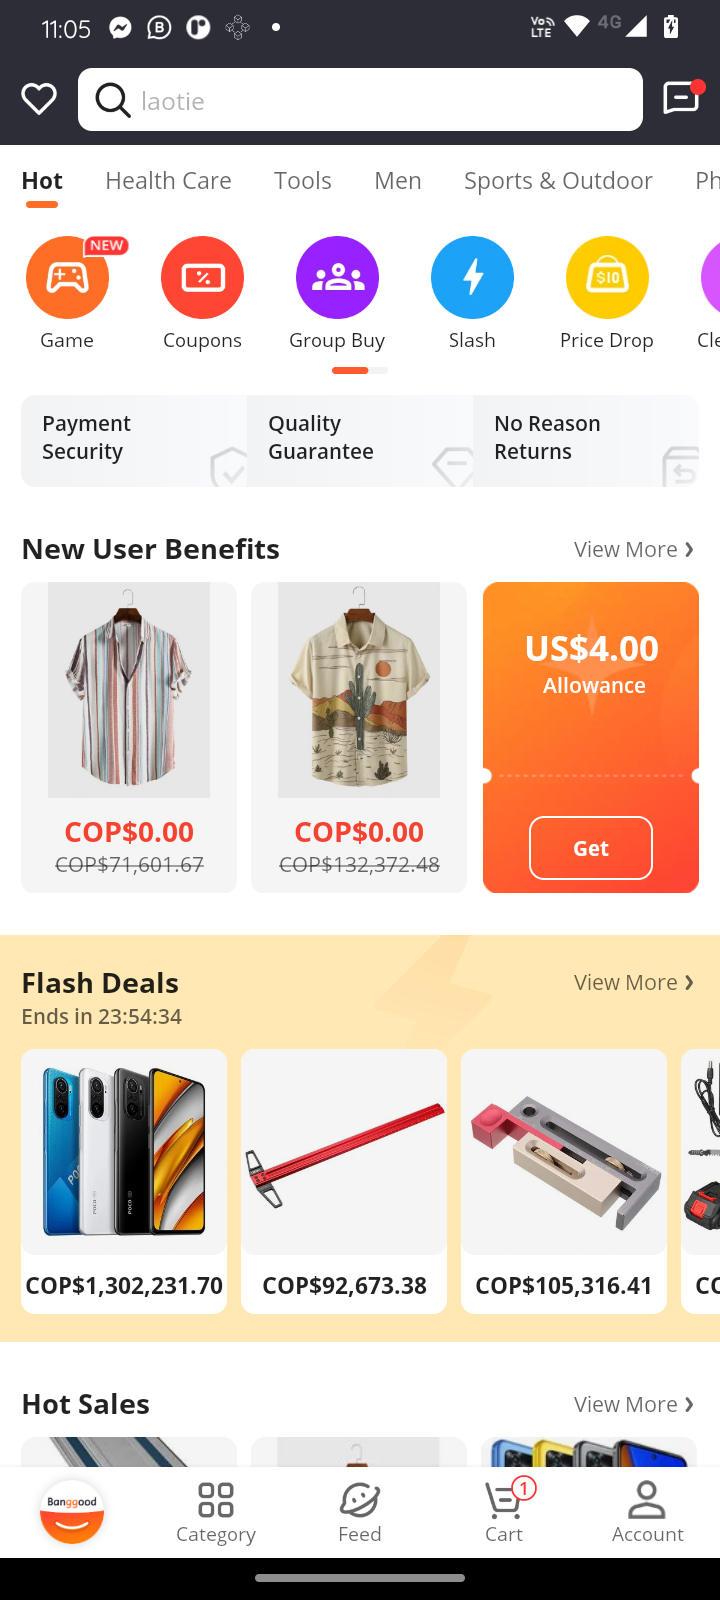 11:05
Vo LTE
4G
laotie
Hot Health Care Tools Men Sports & Outdoor Ph
NEW
Game Coupons Group Buy Slash Price Drop Cle
$10
Payment Security
Quality Guarantee
No Reason Returns
New User Benefits
View More
COP$0.00
COP$71,601.67
COP$0.00
COP$132,372.48
US$4.00
Allowance
Get
Flash Deals
View More
Ends in 23:54:34
COP$1,302,231.70
COP$92,673.38
COP$105,316.41
CO
Hot Sales
View More
Banggood
Category
Feed
1
Cart
Account